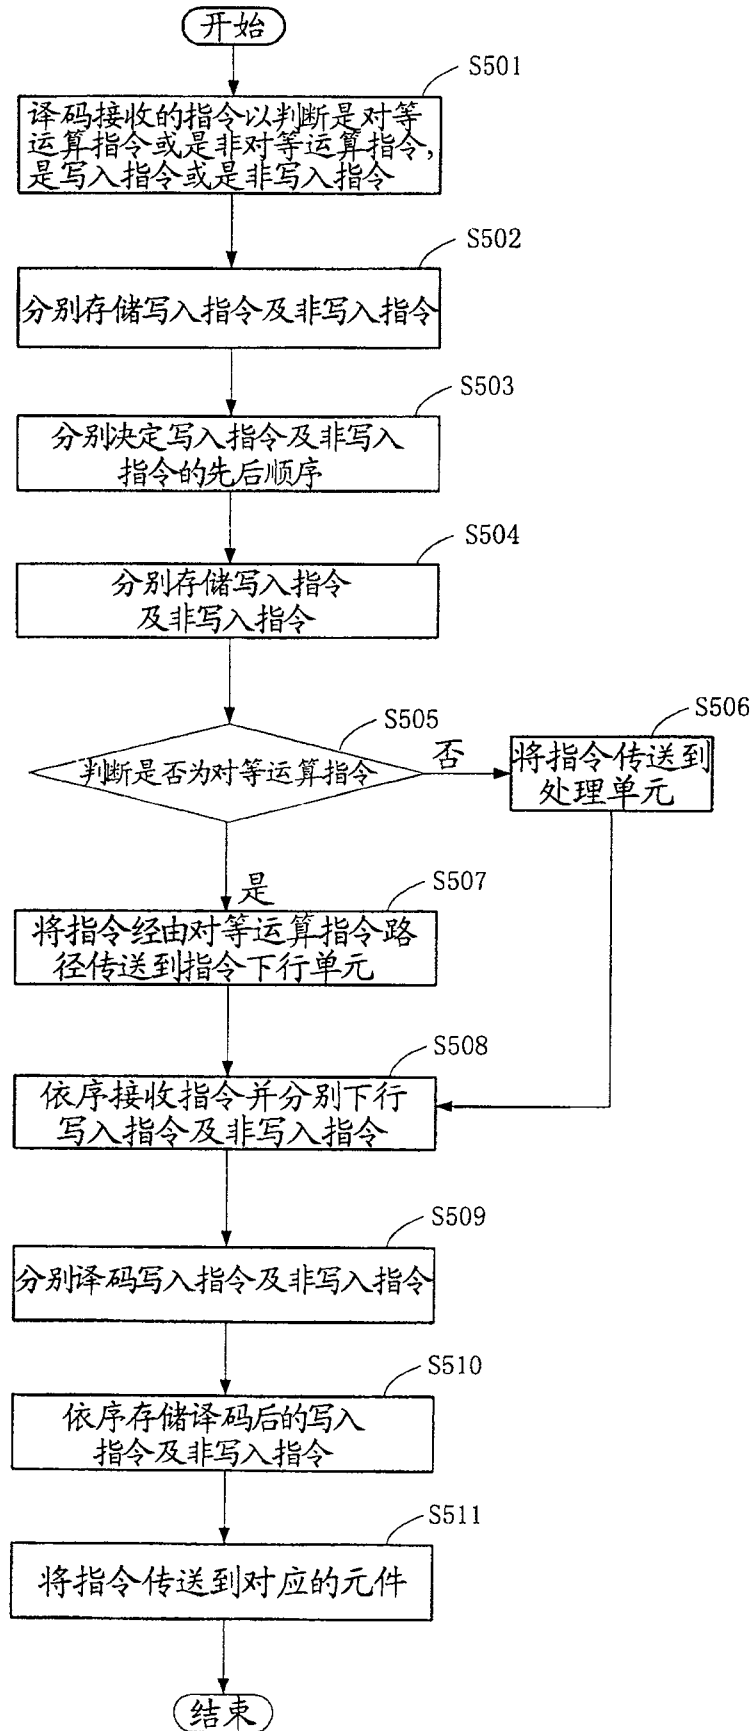 开始
S501
译码接收的指令以判断是对等
运算指令或是非对等运算指令,
是写入指令或是非写入指令
S502
分别存储写入指令及非写入指令
S503
分别决定写入指令及非写入
指令的先后顺序
S504
分别存储写入指令
及非写入指令
S505
判断是否为对等运算指令
否
S506
将指令传送到
处理单元
是
S507
将指令经由对等运算指令路
径传送到指令下行单元
S508
依序接收指令并分别下行
写入指令及非写入指令
S509
分别译码写入指令及非写入指令
S510
依序存储译码后的写入
指令及非写入指令
S511
将指令传送到对应的元件
结束